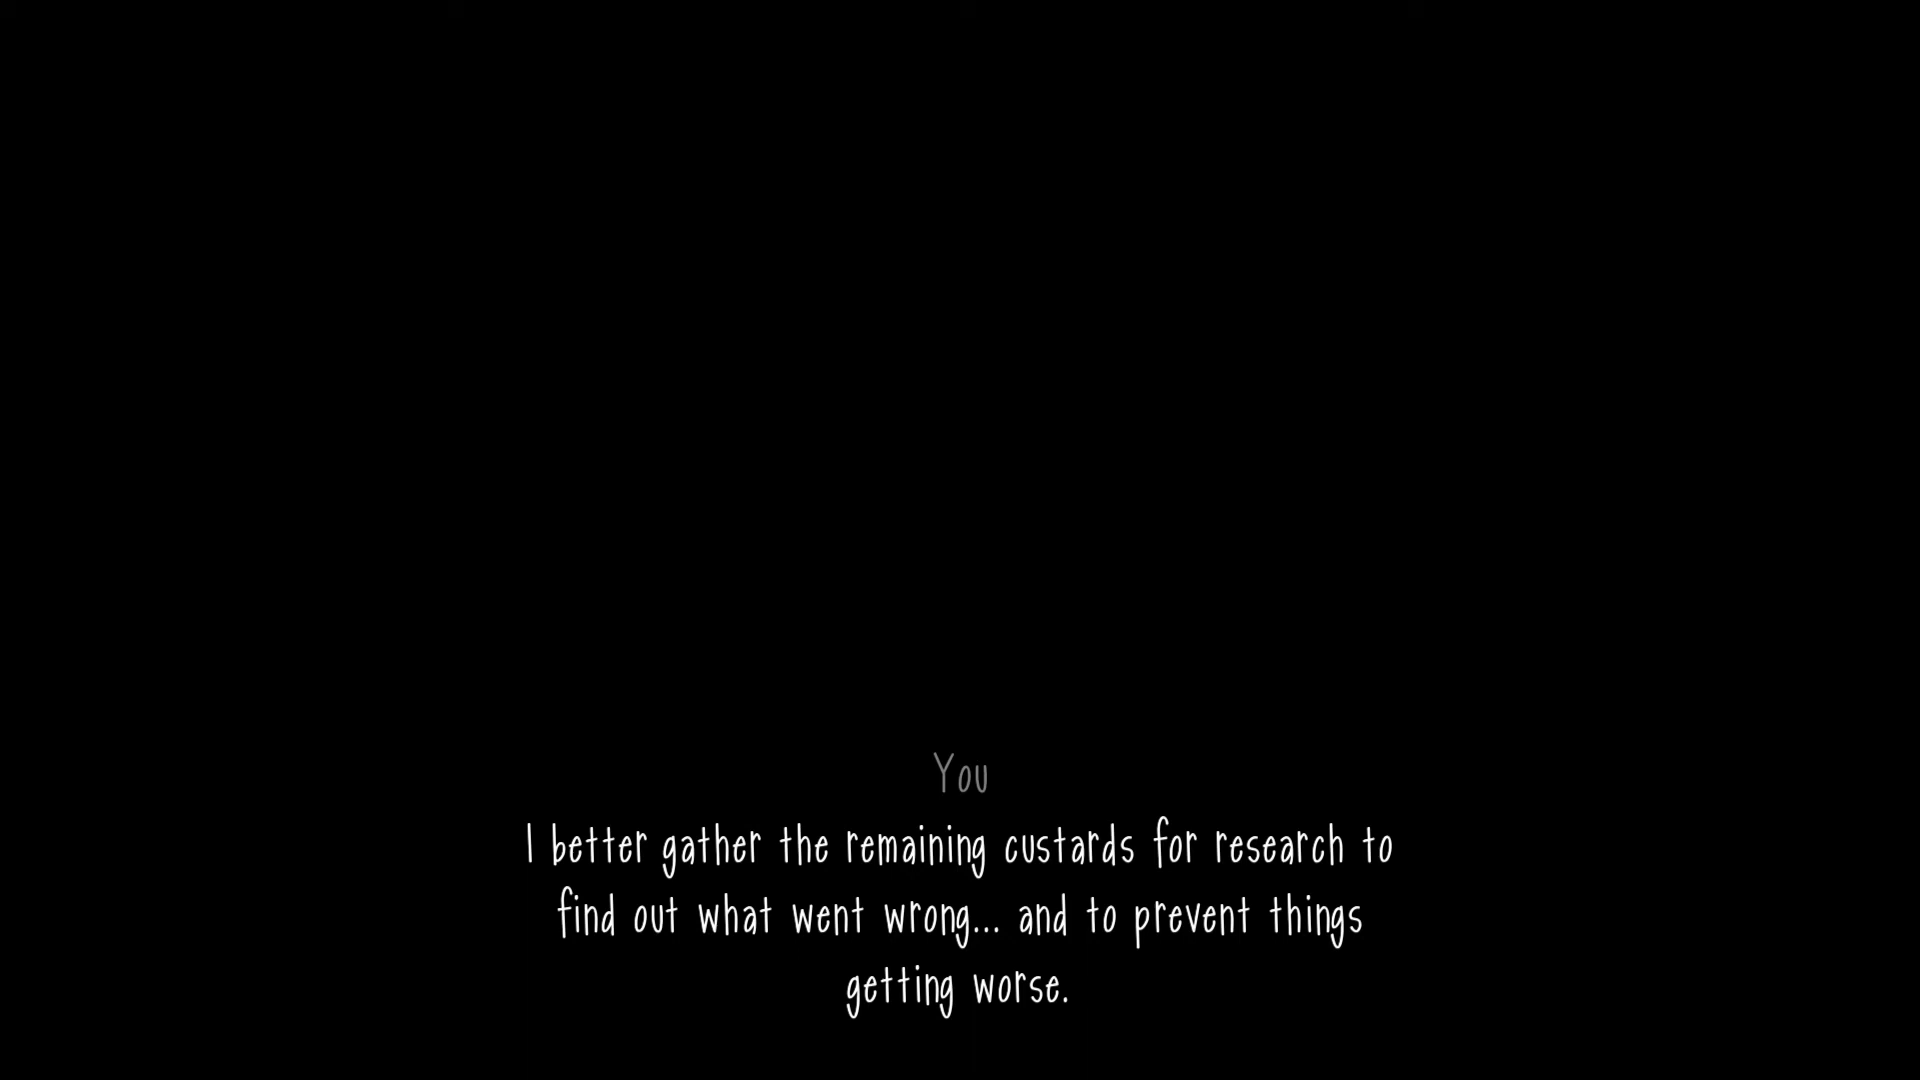 You
I better gather the remaining custards for research to
find out what went wrong... and to prevent things
getting worse.